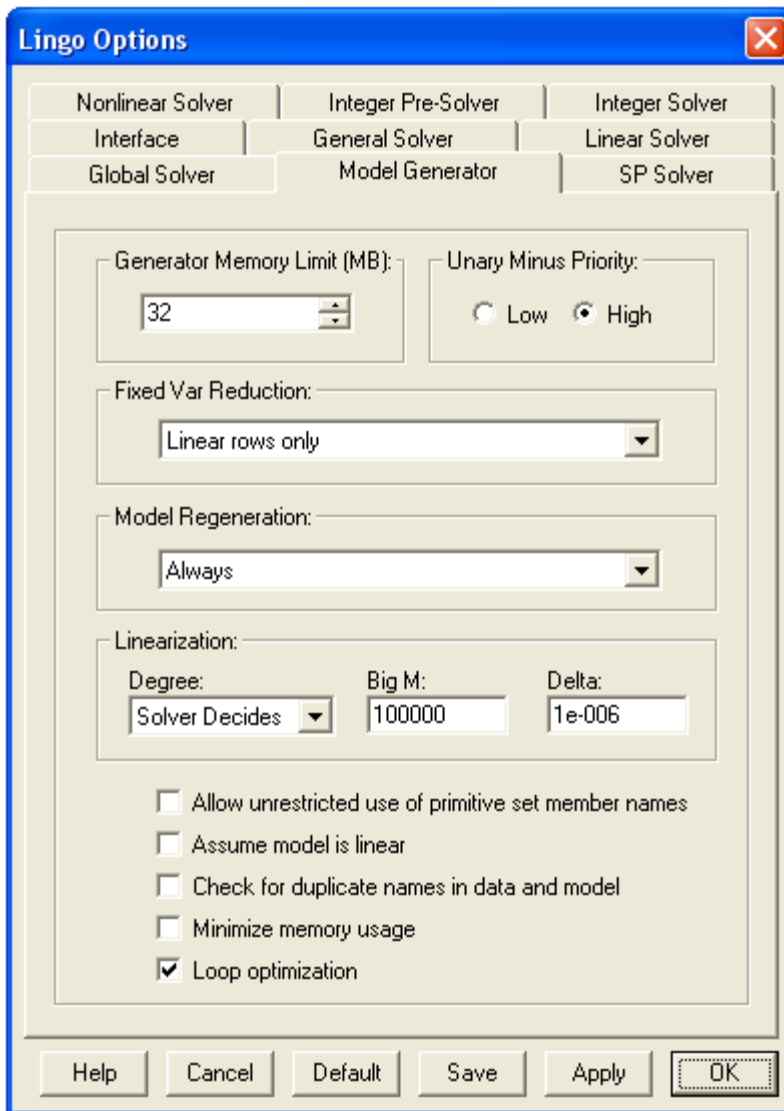 Lingo Options
Nonlinear Solver
Integer Pre-Solver
Integer Solver
Interface
General Solver
Linear Solver
Global Solver
Model Generator
SP Solver
Generator Memory Limit (MB):
32
Unary Minus Priority:
Low
High
Fixed Var Reduction:
Linear rows only
Model Regeneration:
Always
Linearization:
Degree:
Big M:
Delta:
Solver Decides
100000
1e-006
Allow unrestricted use of primitive set member names
Assume model is linear
Check for duplicate names in data and model
Minimize memory usage
Loop optimization
Help
Cancel
Default
Save
Apply
OK